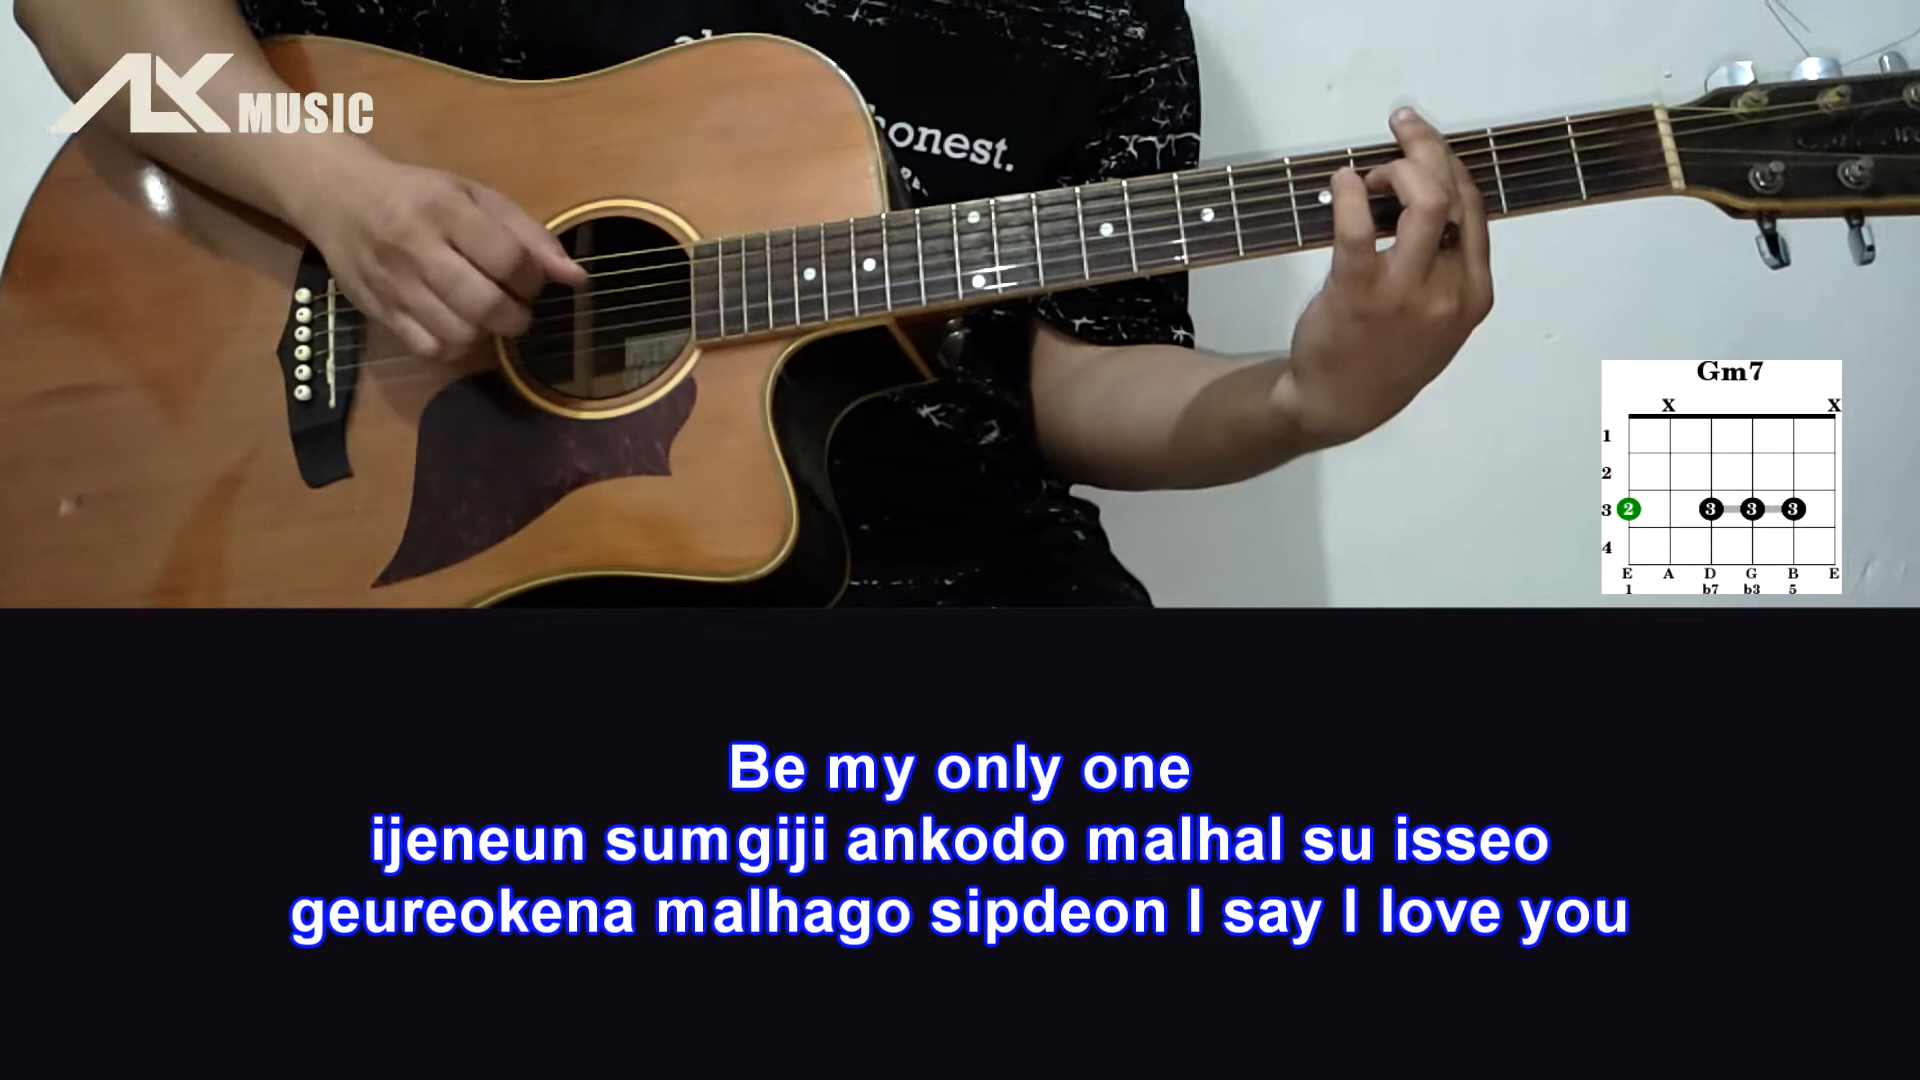 ALX MUSIC
onest.
Gm7
X X
1
2
3 2 3 3 3
4
E A D G B E
1 b7 b3 5
Be my only one
ijeneun sumgiji ankodo malhal su isseo
geureokena malhago sipdeon I say I love you